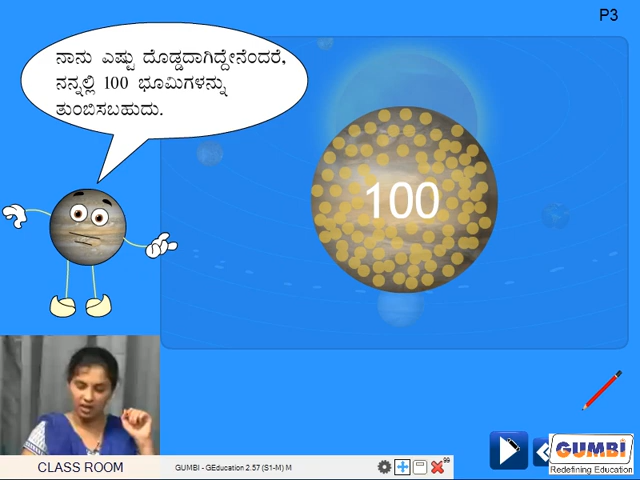 P3
ನಾನು ಎಷ್ಟು ದೊಡ್ಡದಾಗಿದ್ದೇನೆಂದರೆ,
ನನ್ನಲ್ಲಿ 100 ಭೂಮಿಗಳನ್ನು
ತುಂಬಿಸಬಹುದು.
100
CLASS ROOM
GUMBI - GEducation 2.57 (S1-M) M
99
GUMBi
Redefining Education